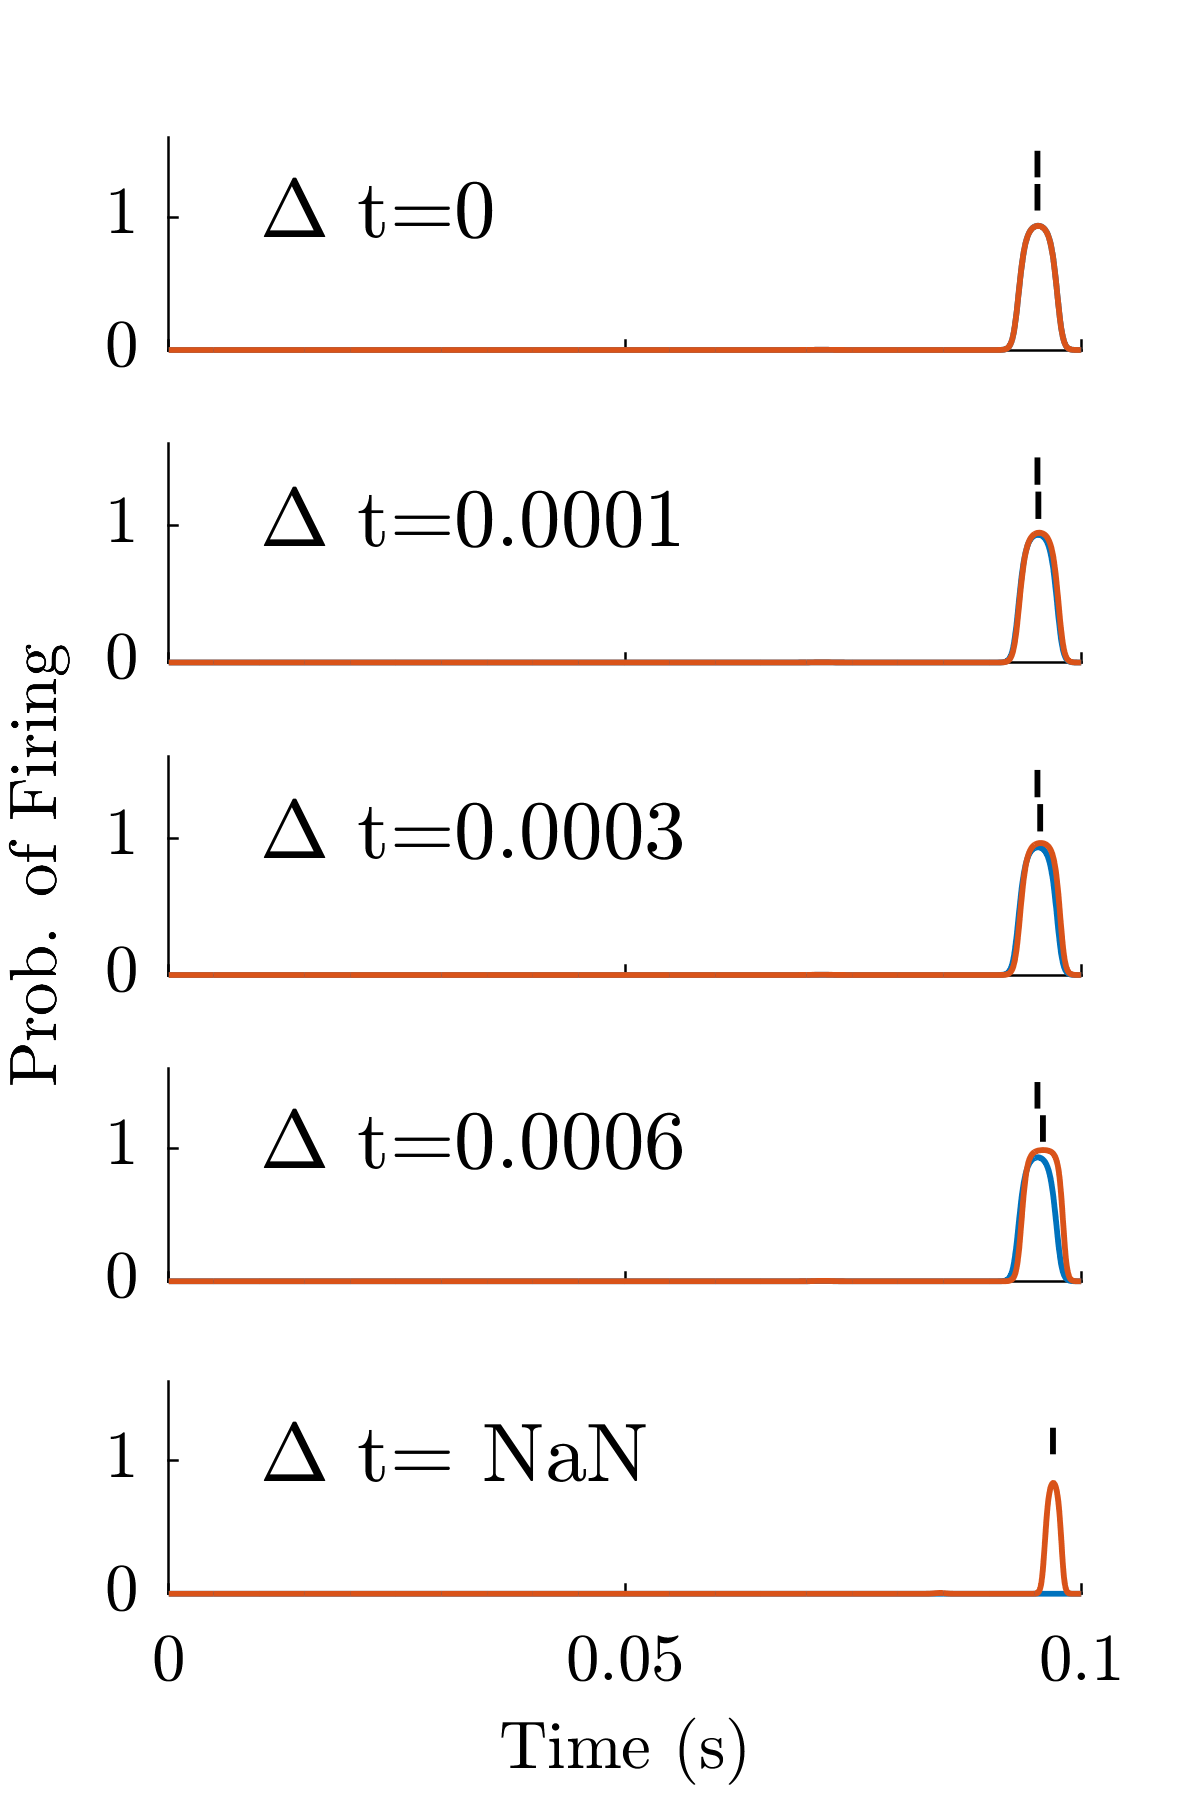 Δ t=0
1
0
Δ t=0.0001
1
0
Δ t=0.0003
1
0
Δ t=0.0006
1
0
Δ t= NaN
1
0
0 0.05 0.1
Time (s)
Prob. of Firing